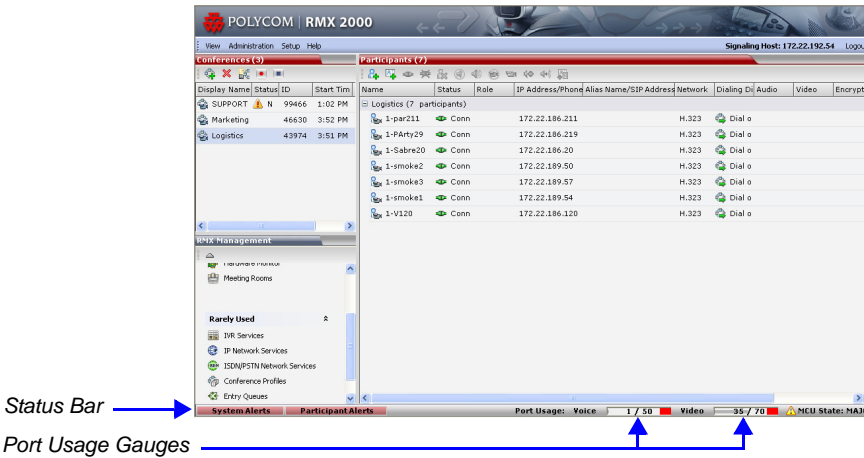 POLYCOM | RMX 2000
View Administration Setup Help
Signaling Host: 172.22.192.54 Logou
Conferences (3)
Participants (7)
Display Name Status ID Start Tim
Name Status Role IP Address/Phone Alias Name/SIP Address Network Dialing Di Audio Video Encrypt
SUPPORT N 99466 1:02 PM
Marketing 46630 3:52 PM
Logistics 43974 3:51 PM
Logistics (7 participants)
1-par211 Conn 172.22.186.211 H.323 Dial o
1-PArty29 Conn 172.22.186.219 H.323 Dial o
1-Sabre20 Conn 172.22.186.20 H.323 Dial o
1-smoke2 Conn 172.22.189.50 H.323 Dial o
1-smoke3 Conn 172.22.189.57 H.323 Dial o
1-smoke1 Conn 172.22.189.54 H.323 Dial o
1-V120 Conn 172.22.186.120 H.323 Dial o
RMX Management
Hardware Monitor
Meeting Rooms
Rarely Used
IVR Services
IP Network Services
ISDN/PSTN Network Services
Conference Profiles
Entry Queues
Status Bar
System Alerts Participant Alerts Port Usage: Voice 1 / 50 Video 35 / 70 MCU State: MAJ
Port Usage Gauges